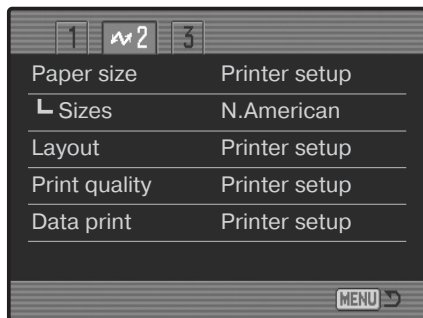 1 2 3
Paper size Printer setup
Sizes N.American
Layout Printer setup
Print quality Printer setup
Data print Printer setup
MENU